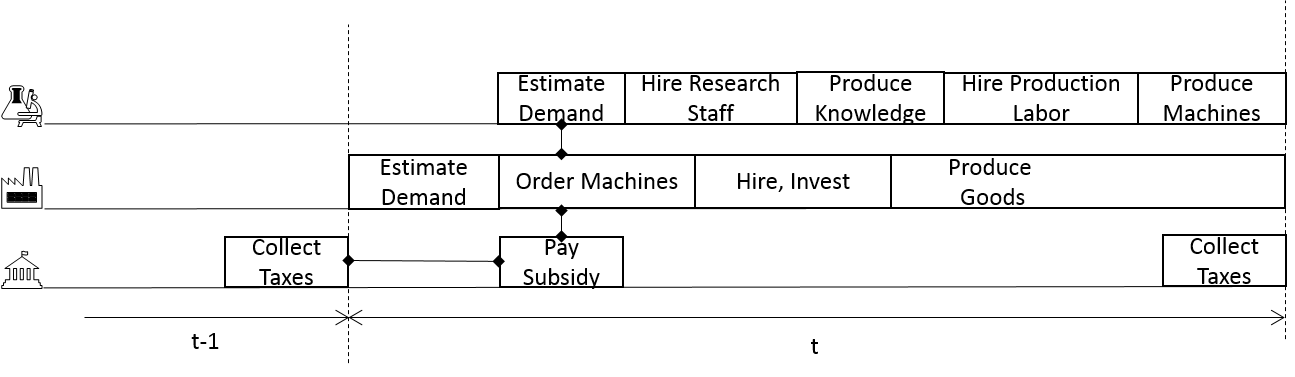 Estimate
Demand
Hire Research
Staff
Produce
Knowledge
Hire Production
Labor
Produce
Machines
Estimate
Demand
Order Machines
Hire, Invest
Produce
Goods
Collect
Taxes
Pay
Subsidy
Collect
Taxes
t-1
t